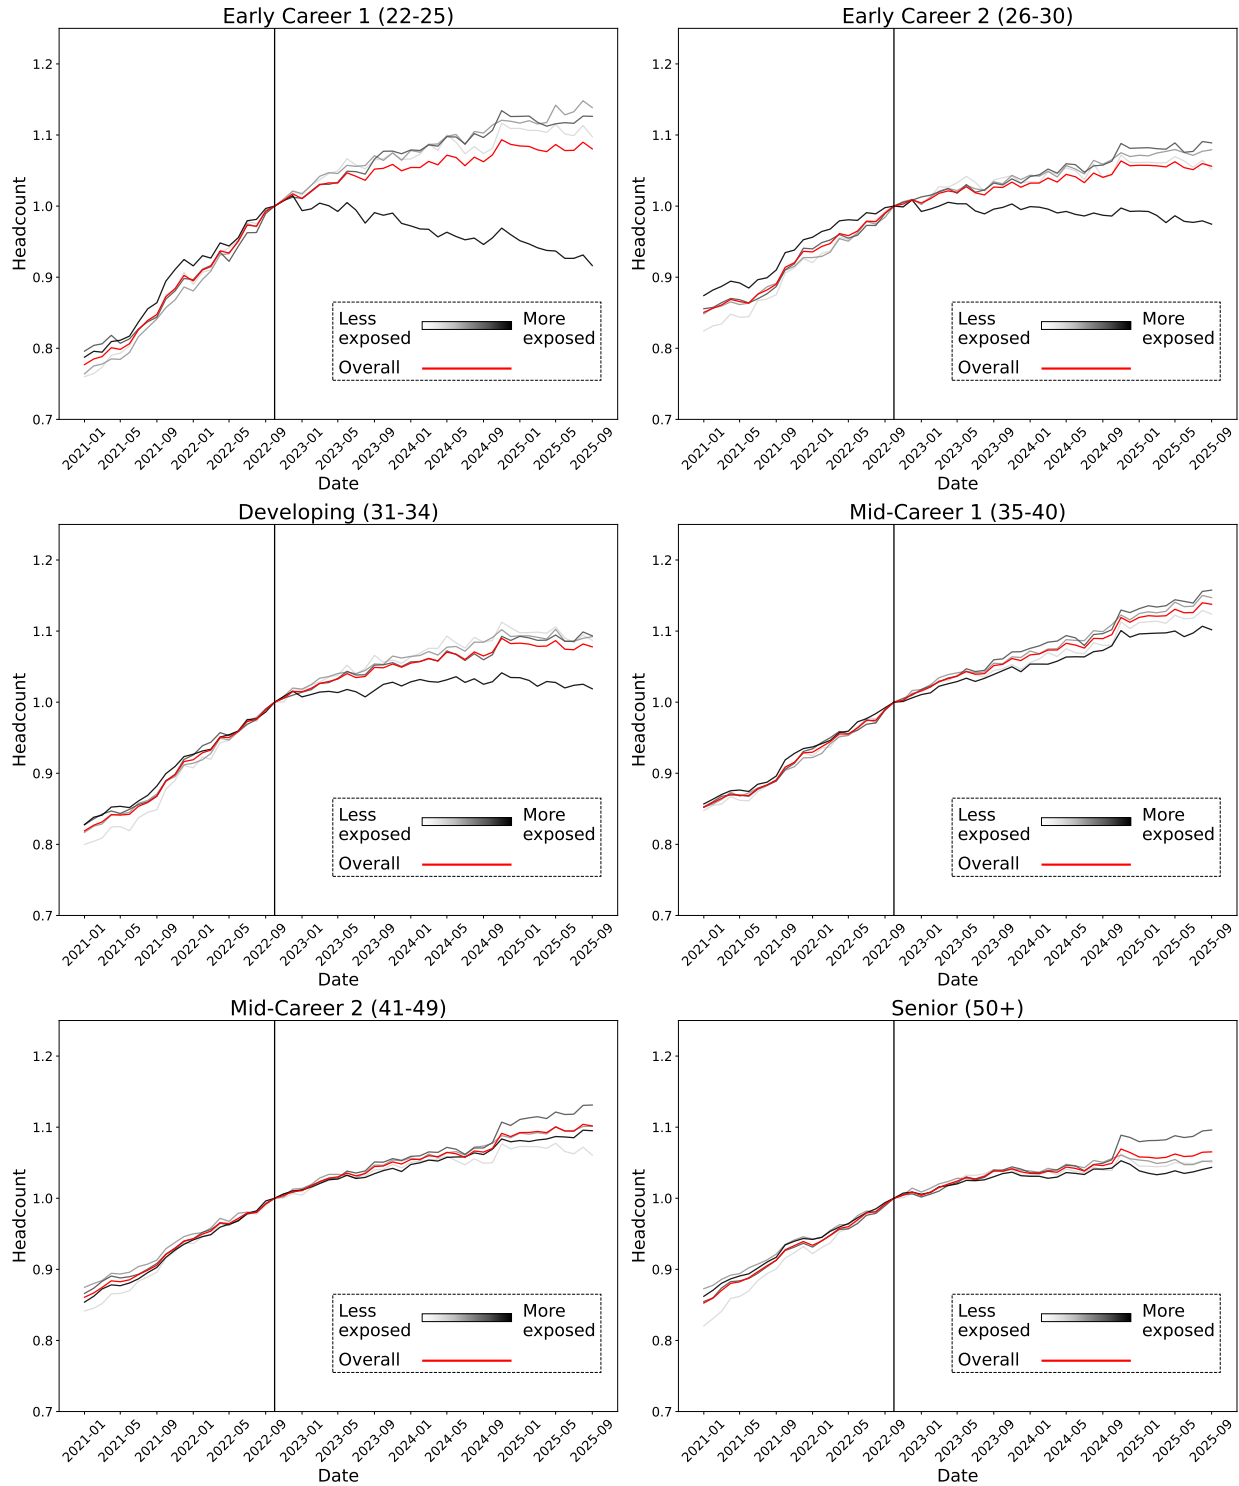 Early Career 1 (22-25)
Headcount
1.2
1.1
1.0
0.9
0.8
0.7
Less
exposed
More
exposed
Overall
2021-01
2021-05
2021-09
2022-01
2022-05
2022-09
2023-01
2023-05
2023-09
2024-01
2024-05
2024-09
2025-01
2025-05
2025-09
Date
Early Career 2 (26-30)
Headcount
1.2
1.1
1.0
0.9
0.8
0.7
Less
exposed
More
exposed
Overall
2021-01
2021-05
2021-09
2022-01
2022-05
2022-09
2023-01
2023-05
2023-09
2024-01
2024-05
2024-09
2025-01
2025-05
2025-09
Date
Developing (31-34)
Headcount
1.2
1.1
1.0
0.9
0.8
0.7
Less
exposed
More
exposed
Overall
2021-01
2021-05
2021-09
2022-01
2022-05
2022-09
2023-01
2023-05
2023-09
2024-01
2024-05
2024-09
2025-01
2025-05
2025-09
Date
Mid-Career 1 (35-40)
Headcount
1.2
1.1
1.0
0.9
0.8
0.7
Less
exposed
More
exposed
Overall
2021-01
2021-05
2021-09
2022-01
2022-05
2022-09
2023-01
2023-05
2023-09
2024-01
2024-05
2024-09
2025-01
2025-05
2025-09
Date
Mid-Career 2 (41-49)
Headcount
1.2
1.1
1.0
0.9
0.8
0.7
Less
exposed
More
exposed
Overall
2021-01
2021-05
2021-09
2022-01
2022-05
2022-09
2023-01
2023-05
2023-09
2024-01
2024-05
2024-09
2025-01
2025-05
2025-09
Date
Senior (50+)
Headcount
1.2
1.1
1.0
0.9
0.8
0.7
Less
exposed
More
exposed
Overall
2021-01
2021-05
2021-09
2022-01
2022-05
2022-09
2023-01
2023-05
2023-09
2024-01
2024-05
2024-09
2025-01
2025-05
2025-09
Date